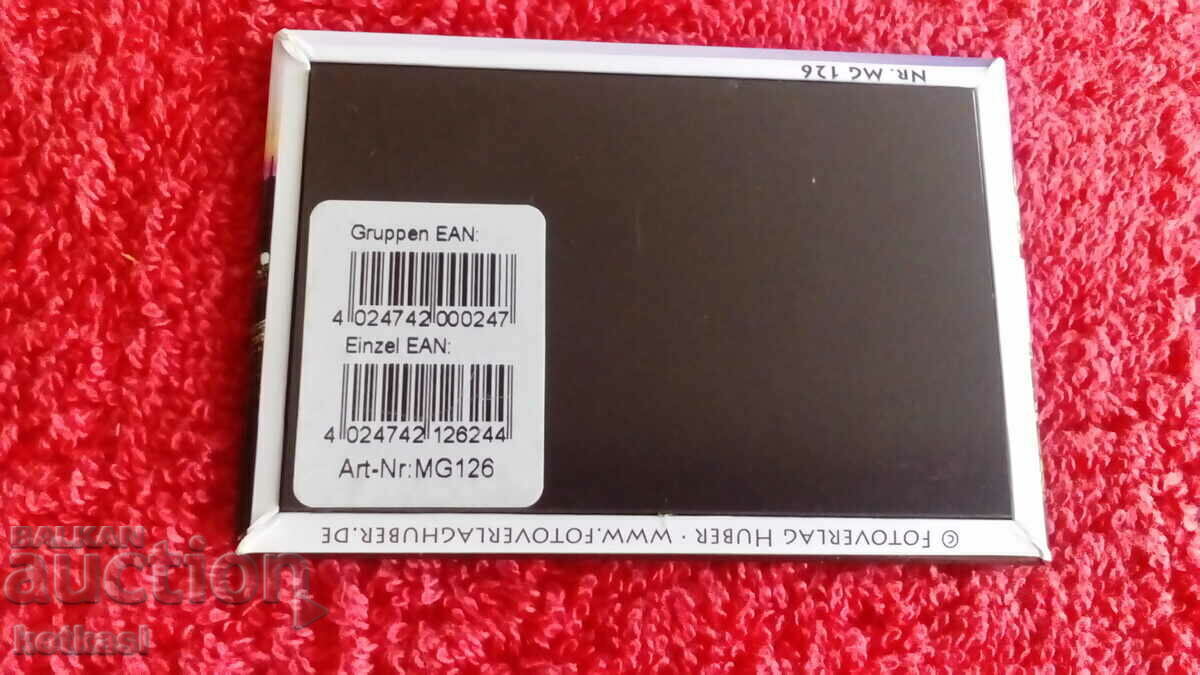 NR. MG 126
Gruppen EAN:
4 024742 000247
Einzel EAN:
4 024742 126244
Art-Nr:MG126
© FOTOVERLAG HUBER · WWW.FOTOVERLAGHUBER.DE
BALKAN
auction
hothasl